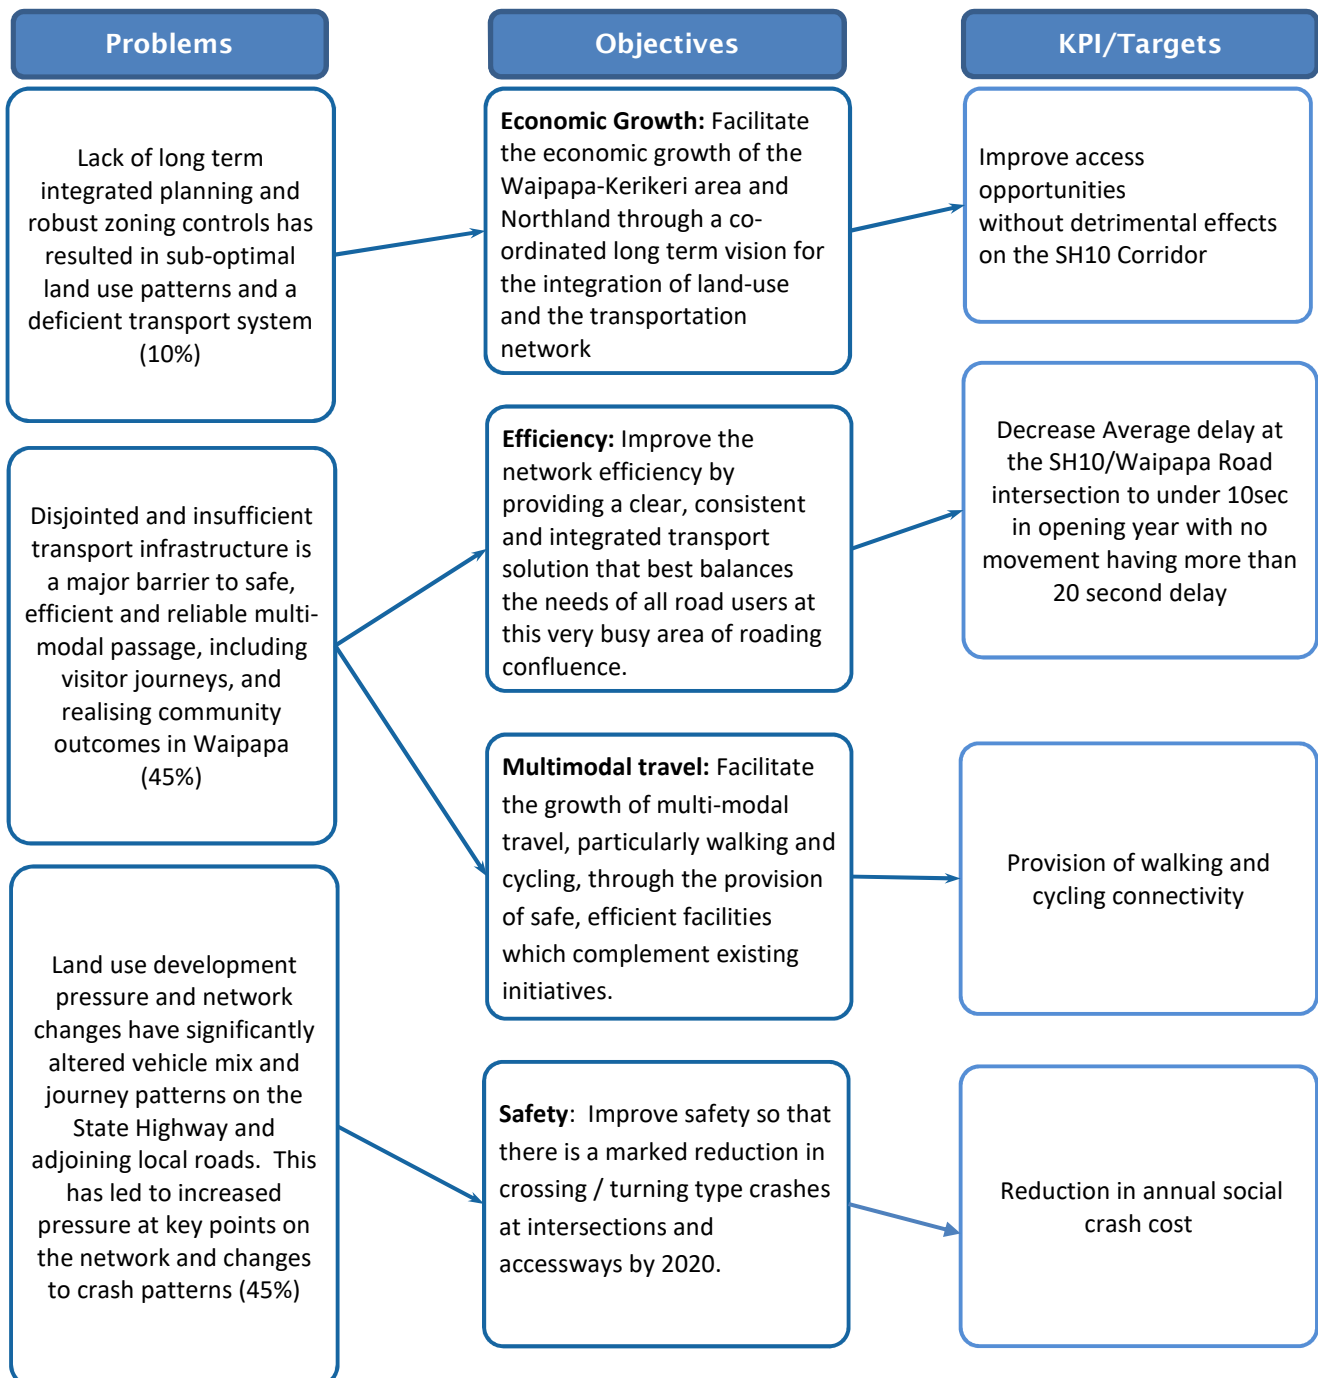 Problems
Objectives
KPI/Targets
Lack of long term
integrated planning and
robust zoning controls has
resulted in sub-optimal
land use patterns and a
deficient transport system
(10%)
Economic Growth: Facilitate
the economic growth of the
Waipapa-Kerikeri area and
Northland through a co-
ordinated long term vision for
the integration of land-use
and the transportation
network
Improve access
opportunities
without detrimental effects
on the SH10 Corridor
Disjointed and insufficient
transport infrastructure is
a major barrier to safe,
efficient and reliable multi-
modal passage, including
visitor journeys, and
realising community
outcomes in Waipapa
(45%)
Efficiency: Improve the
network efficiency by
providing a clear, consistent
and integrated transport
solution that best balances
the needs of all road users at
this very busy area of roading
confluence.
Decrease Average delay at
the SH10/Waipapa Road
intersection to under 10sec
in opening year with no
movement having more than
20 second delay
Multimodal travel: Facilitate
the growth of multi-modal
travel, particularly walking and
cycling, through the provision
of safe, efficient facilities
which complement existing
initiatives.
Provision of walking and
cycling connectivity
Land use development
pressure and network
changes have significantly
altered vehicle mix and
journey patterns on the
State Highway and
adjoining local roads.  This
has led to increased
pressure at key points on
the network and changes
to crash patterns (45%)
Safety:  Improve safety so that
there is a marked reduction in
crossing / turning type crashes
at intersections and
accessways by 2020.
Reduction in annual social
crash cost